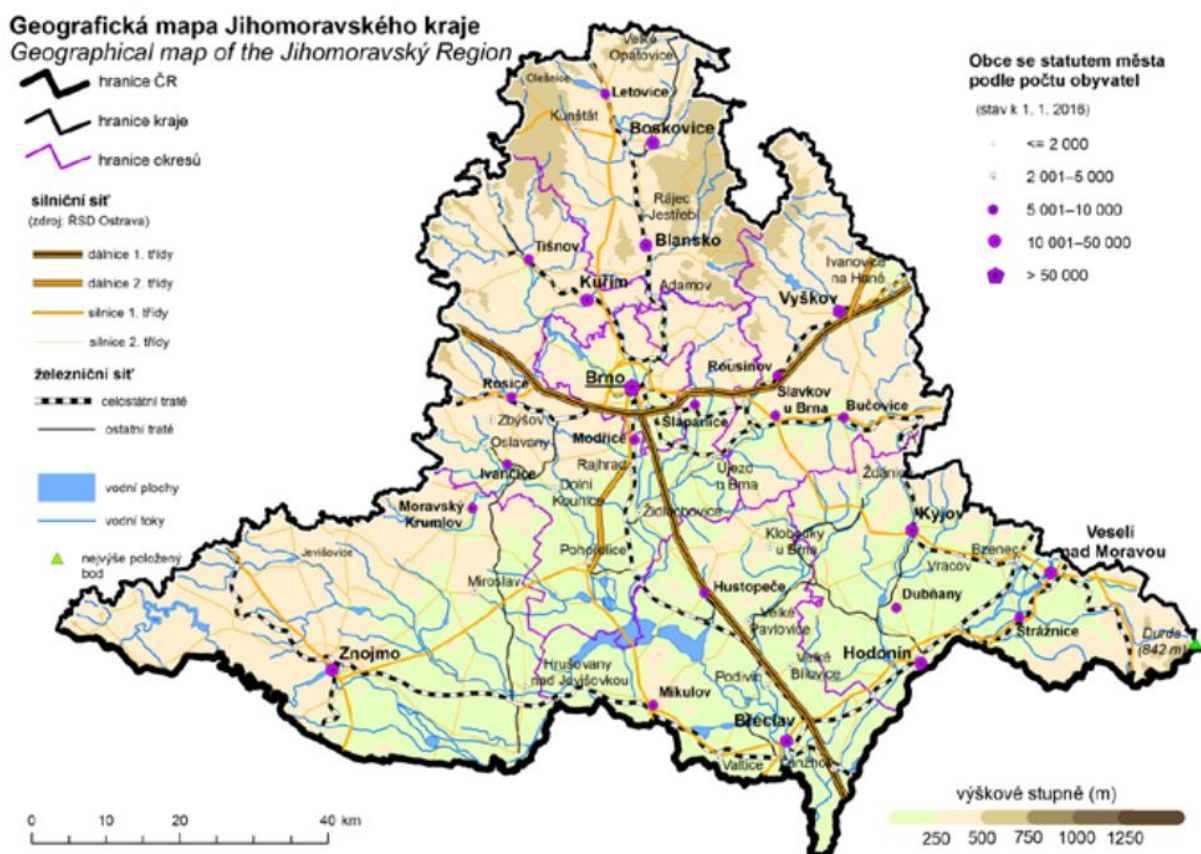 Geografická mapa Jihomoravského kraje
Geographical map of the Jihomoravský Region
hranice ČR
hranice kraje
hranice okresů
silniční síť
(zdroj: ŘSD Ostrava)
dálnice 1. třídy
dálnice 2. třídy
silnice 1. třídy
silnice 2. třídy
železniční síť
celostátní tratě
ostatní tratě
vodní plochy
vodní toky
nejvýše položený
bod
Obce se statutem města
podle počtu obyvatel
(stav k 1. 1. 2016)
<= 2 000
2 001–5 000
5 001–10 000
10 001–50 000
> 50 000
Velké
Opatovice
Olešnice
Letovice
Kunštát
Boskovice
Rájec
Jestřebí
Blansko
Tišnov
Ivanovice
na Hané
Kuřim
Adamov
Vyškov
Rousínov
Brno
Rosice
Slavkov
u Brna
Bučovice
Šlapanice
Zbýšov
Modřice
Oslavany
Ivančice
Rajhrad
Újezd
u Brna
Ždánice
Dolní
Kounice
Moravský
Krumlov
Židlochovice
Kyjov
Klobouky
u Brna
Veselí
nad Moravou
Jevišovice
Pohořelice
Bzenec
Vracov
Miroslav
Hustopeče
Dubňany
Velké
Pavlovice
Strážnice
Durda
(842 m)
Znojmo
Hodonín
Hrušovany
nad Jevišovkou
Velké
Bílovice
Podivín
Mikulov
Břeclav
Valtice
Lanžhot
0 10 20 40 km
výškové stupně (m)
250 500 750 1000 1250